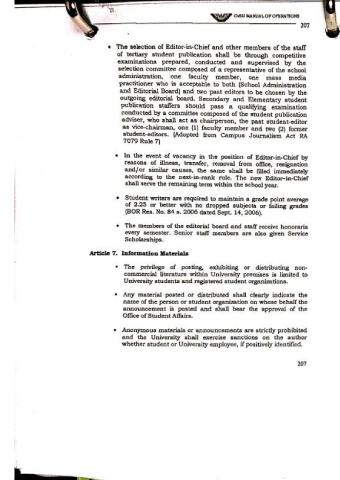 CMSU MANUAL OF OPERATIONS
207
• The selection of Editor-in-Chief and other members of the staff
of tertiary student publication shall be through competitive
examinations prepared, conducted and supervised by the
selection committee composed of a representative of the school
administration, one faculty member, one mass media
practitioner who is acceptable to both (School Administration
and Editorial Board) and two past editors to be chosen by the
outgoing editorial board. Secondary and Elementary student
publication staffers should pass a qualifying examination
conducted by a committee composed of the student publication
adviser, who shall act as chairperson, the past student-editor
as vice-chairman, one (1) faculty member and two (2) former
student-editors. (Adopted from Campus Journalism Act RA
7079 Rule 7)
• In the event of vacancy in the position of Editor-in-Chief by
reasons of illness, transfer, removal from office, resignation
and/or similar causes, the same shall be filled immediately
according to the next-in-rank rule. The new Editor-in-Chief
shall serve the remaining term within the school year.
• Student writers are required to maintain a grade point average
of 2.25 or better with no dropped subjects or failing grades
(BOR Res. No. 84 s. 2006 dated Sept. 14, 2006).
• The members of the editorial board and staff receive honoraria
every semester. Senior staff members are also given Service
Scholarships.
Article 7. Information Materials
• The privilege of posting, exhibiting or distributing non-
commercial literature within University premises is limited to
University students and registered student organizations.
• Any material posted or distributed shall clearly indicate the
name of the person or student organization on whose behalf the
announcement is posted and shall bear the approval of the
Office of Student Affairs.
• Anonymous materials or announcements are strictly prohibited
and the University shall exercise sanctions on the author
whether student or University employee, if positively identified.
207